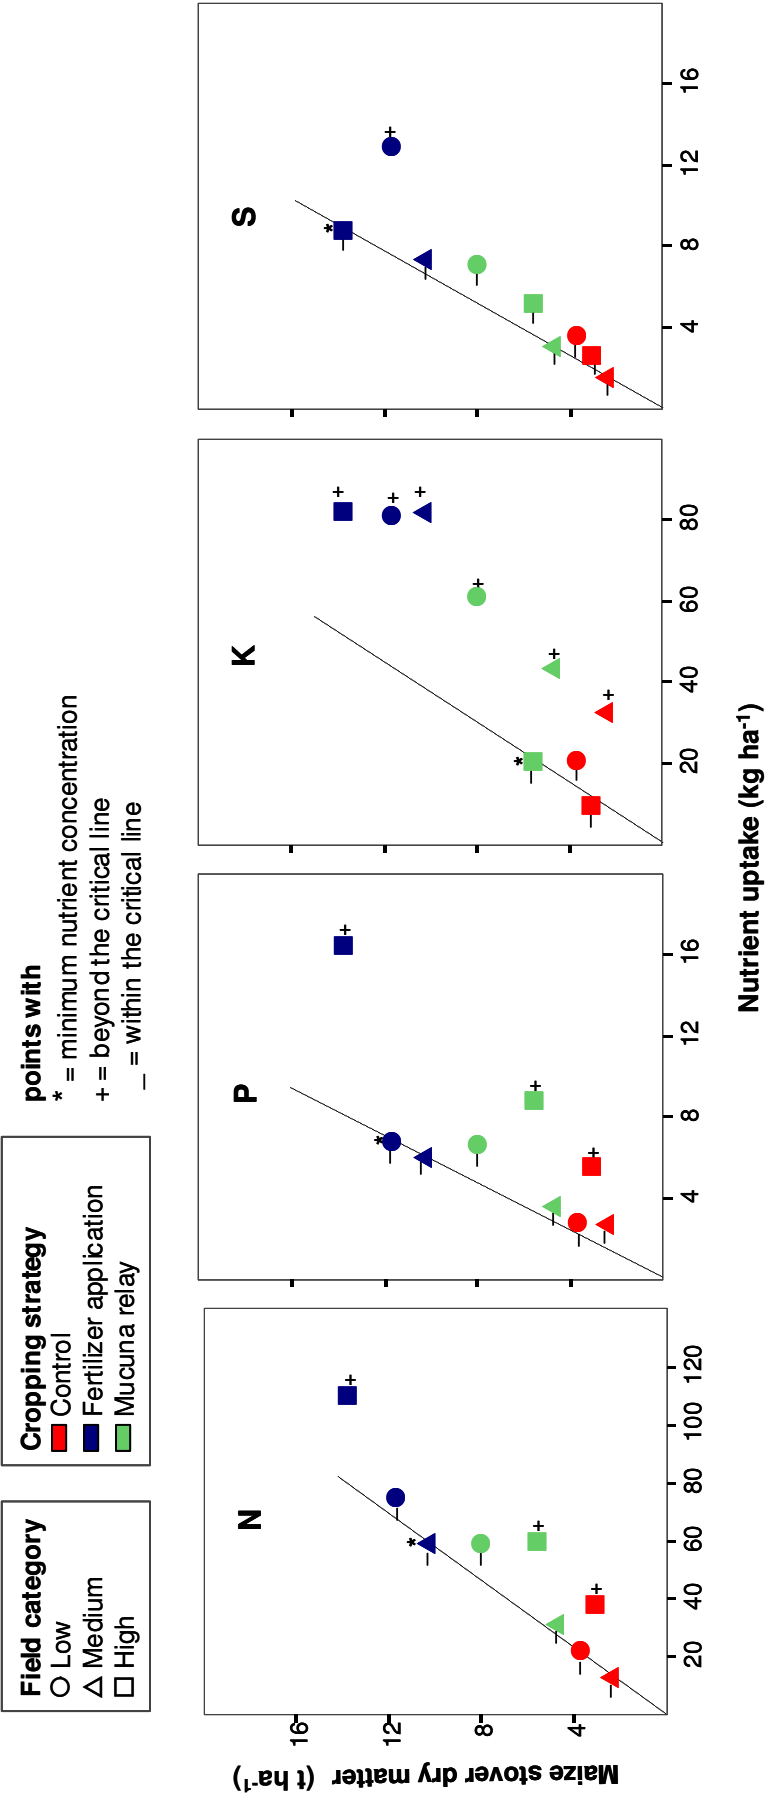 Field category
Low
Medium
High
Cropping strategy
Control
Fertilizer application
Mucuna relay
points with
* = minimum nutrient concentration
+ = beyond the critical line
_ = within the critical line
Maize stover dry matter (t ha-1)
16
12
8
4
N
*
+
+
+
20
40
60
80
100
120
P
*
+
+
+
4
8
12
16
K
*
+
+
+
+
+
+
20
40
60
80
S
*
+
4
8
12
16
Nutrient uptake (kg ha-1)